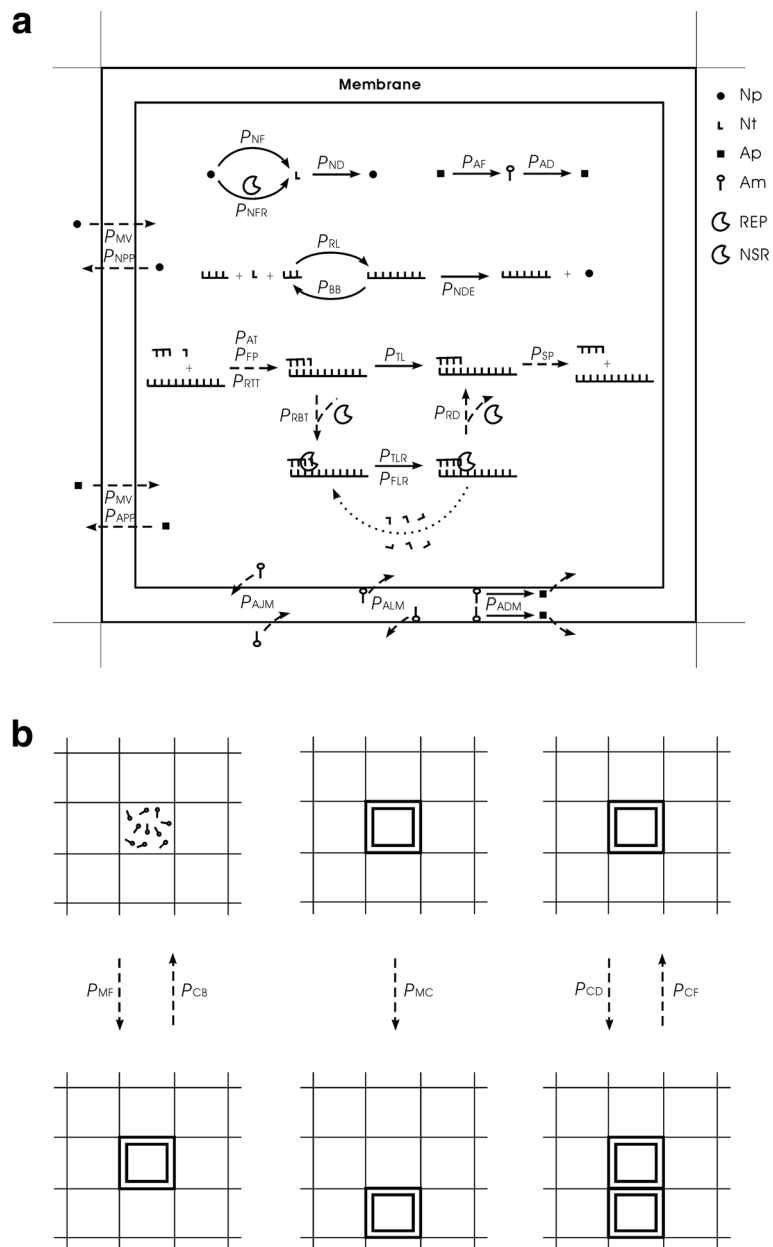 a
Membrane
Np
Nt
Ap
Am
REP
NSR
PNF
PNFR
PND
PAF
PAD
PMV
PNPP
+ +
PRL
PBB
PNDE
+
PAT
PFP
PRTT
+
PTL
PSP
+
PRBT
PRD
PTLR
PFLR
PMV
PAPP
PAJM
PALM
PADM
b
PMF
PCB
PMC
PCD
PCF